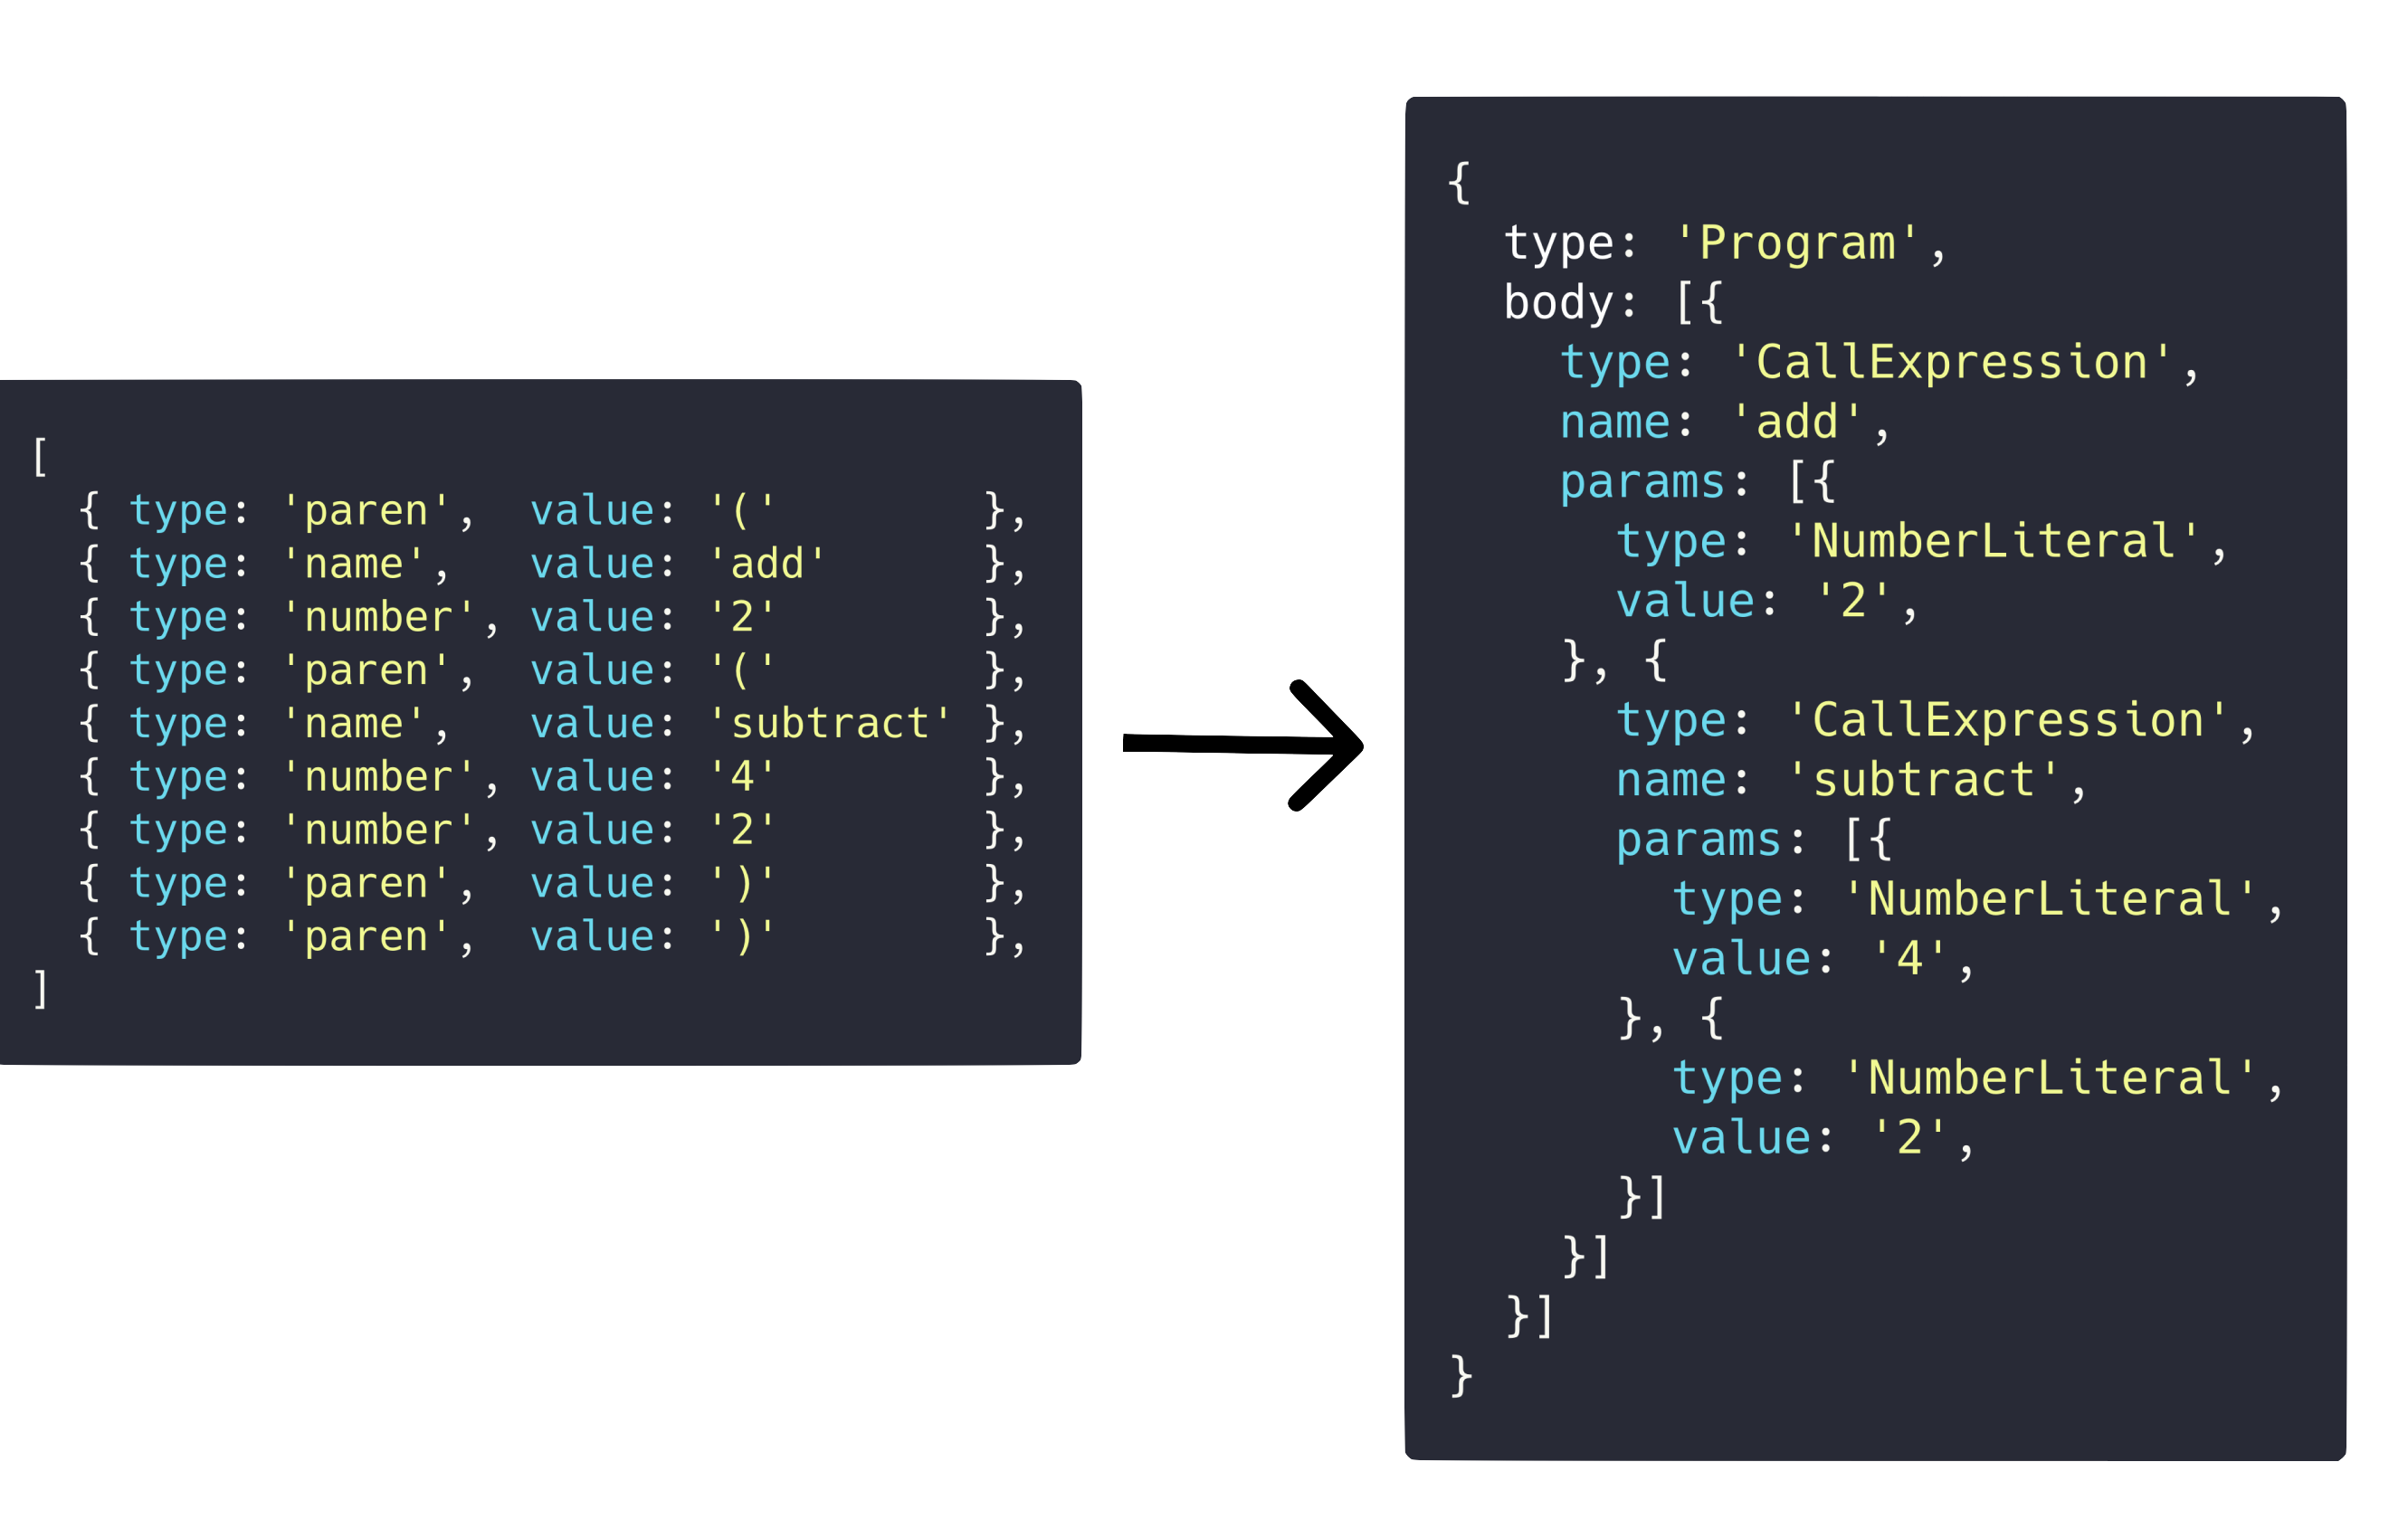 [
  { type: 'paren',  value: '('        },
  { type: 'name',   value: 'add'      },
  { type: 'number', value: '2'        },
  { type: 'paren',  value: '('        },
  { type: 'name',   value: 'subtract' },
  { type: 'number', value: '4'        },
  { type: 'number', value: '2'        },
  { type: 'paren',  value: ')'        },
  { type: 'paren',  value: ')'        },
]
{
  type: 'Program',
  body: [{
    type: 'CallExpression',
    name: 'add',
    params: [{
      type: 'NumberLiteral',
      value: '2',
    }, {
      type: 'CallExpression',
      name: 'subtract',
      params: [{
        type: 'NumberLiteral',
        value: '4',
      }, {
        type: 'NumberLiteral',
        value: '2',
      }]
    }]
  }]
}